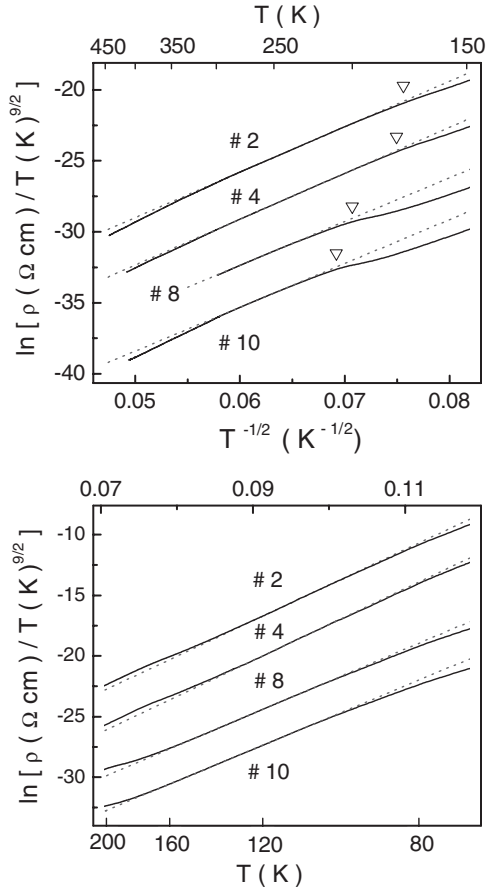 T (K)
450 350 250 150
ln [ ρ ( Ω cm ) / T ( K )^9/2 ]
-20
-25
-30
-35
-40
# 2
# 4
# 8
# 10
0.05 0.06 0.07 0.08
T^-1/2 ( K^-1/2 )
0.07 0.09 0.11
ln [ ρ ( Ω cm ) / T ( K )^9/2 ]
-10
-15
-20
-25
-30
# 2
# 4
# 8
# 10
200 160 120 80
T (K)